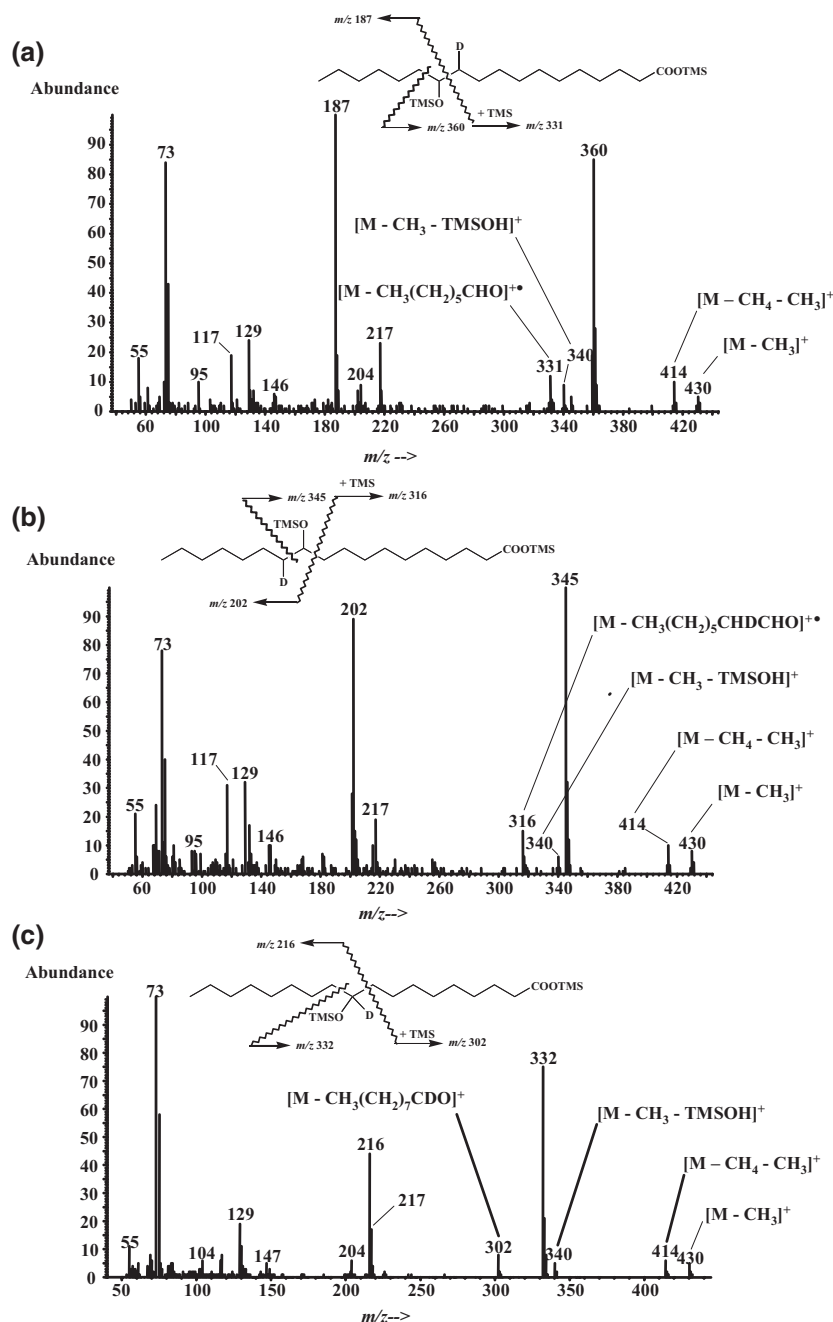 (a)
m/z 187
D
COOTMS
TMSO
+ TMS
m/z 360
m/z 331
Abundance
187
73
360
90
80
70
60
50
40
30
20
10
0
[M - CH3 - TMSOH]+
[M - CH3(CH2)5CHO]+•
[M – CH4 - CH3]+
[M - CH3]+
55
95
117
129
146
204
217
331
340
414
430
60 100 140 180 220 260 300 340 380 420
m/z -->
(b)
+ TMS
m/z 345
m/z 316
TMSO
COOTMS
D
m/z 202
Abundance
345
202
73
90
80
70
60
50
40
30
20
10
0
[M - CH3(CH2)5CHDCHO]+•
[M - CH3 - TMSOH]+
[M – CH4 - CH3]+
[M - CH3]+
55
95
117
129
146
217
316
340
414
430
60 100 140 180 220 260 300 340 380 420
m/z-->
(c)
m/z 216
COOTMS
TMSO
D
+ TMS
m/z 332
m/z 302
Abundance
73
332
90
80
70
60
50
40
30
20
10
0
[M - CH3(CH2)7CDO]+
[M - CH3 - TMSOH]+
[M – CH4 - CH3]+
[M - CH3]+
216
217
55
104
129
147
204
302
340
414
430
50 100 150 200 250 300 350 400
m/z-->